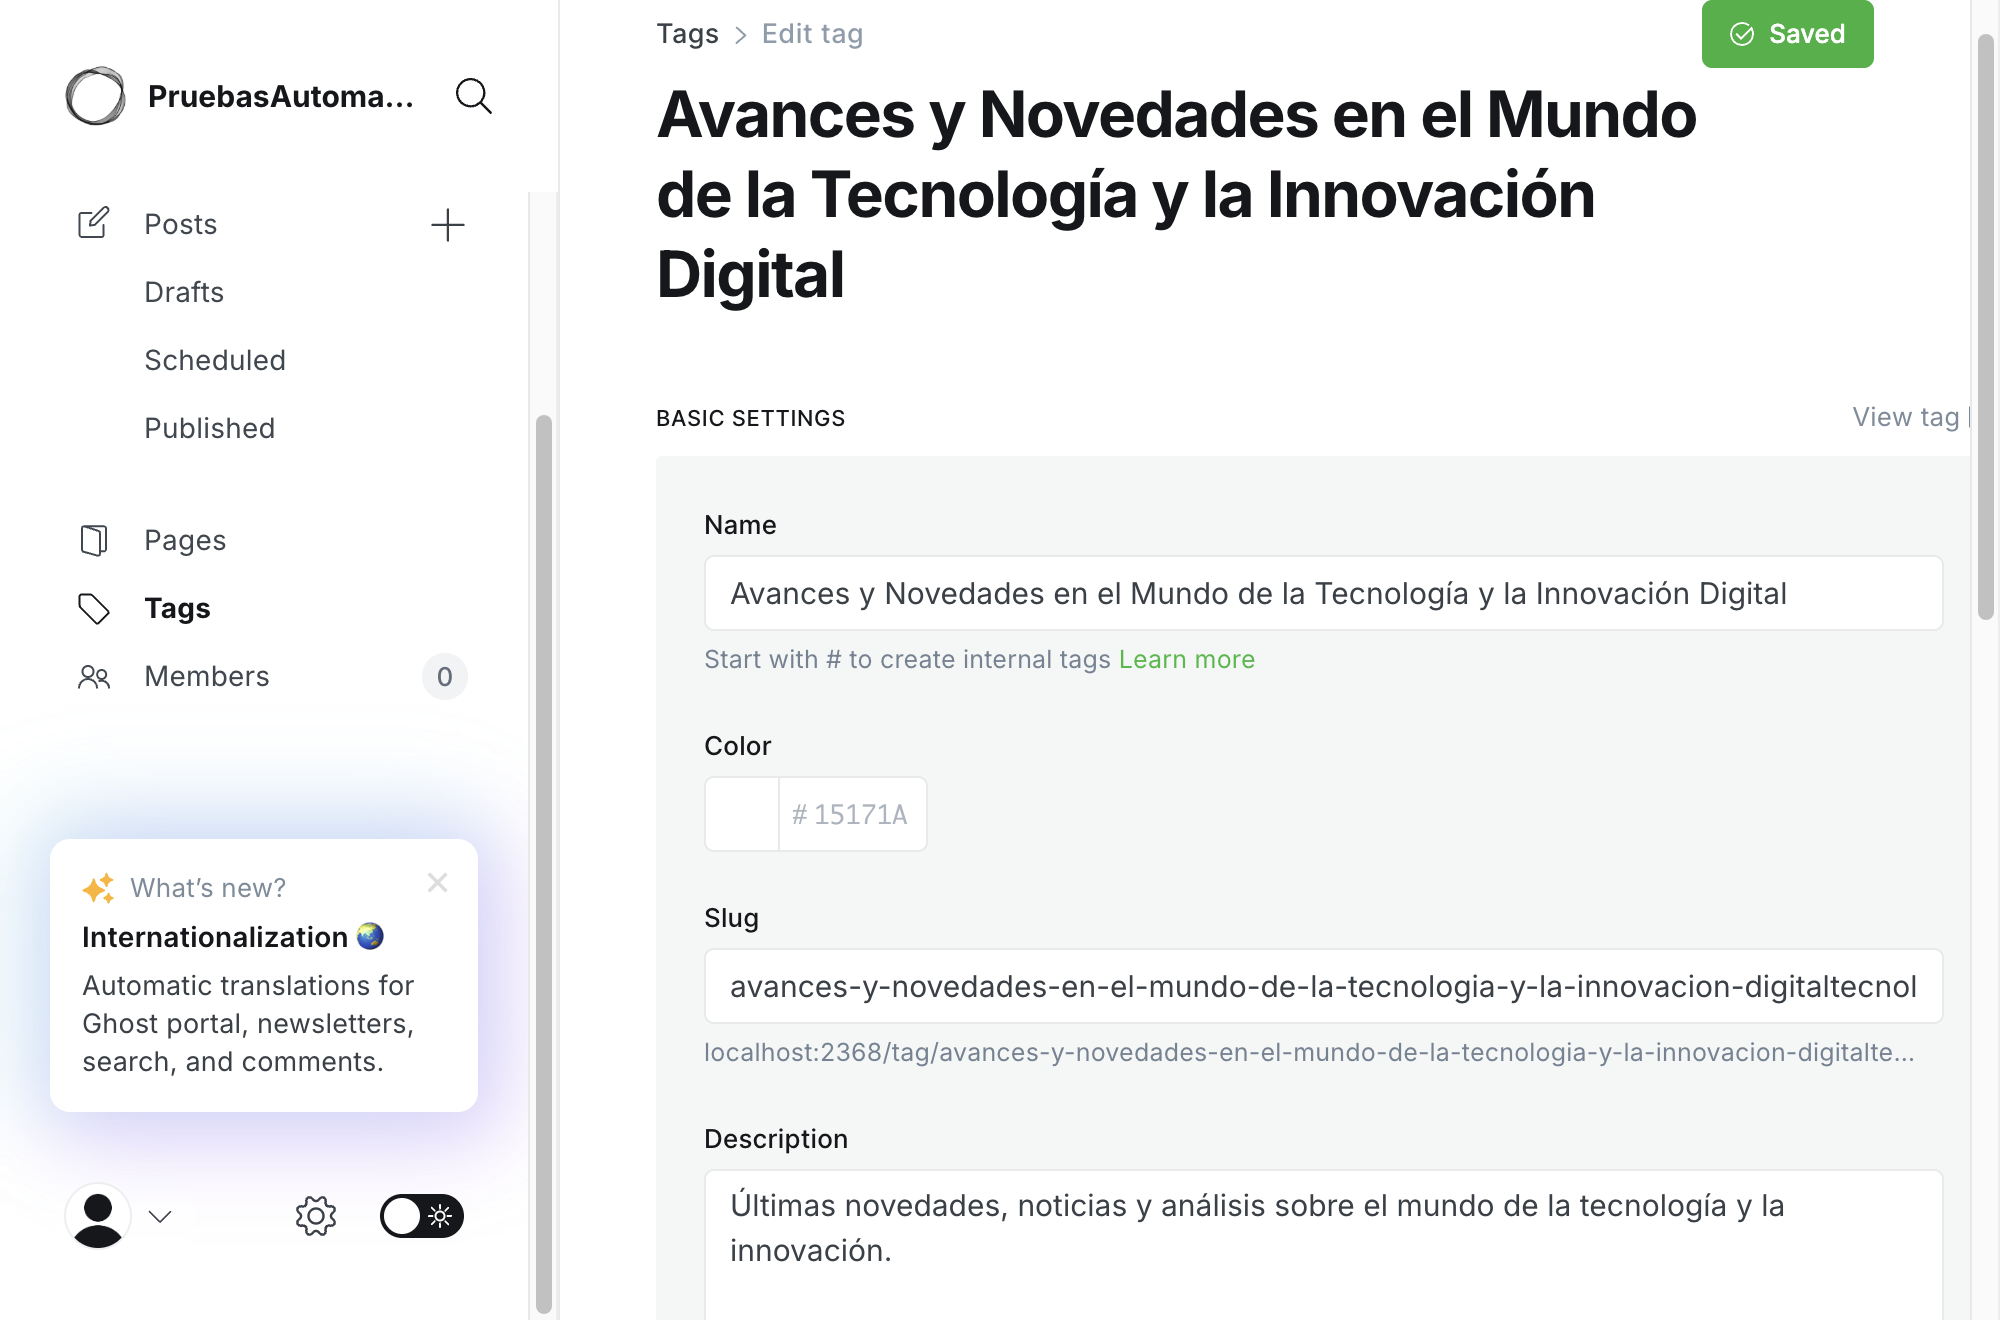 PruebasAutoma...
Posts
Drafts
Scheduled
Published
Pages
Tags
Members
0
What's new?
Internationalization
Automatic translations for
Ghost portal, newsletters,
search, and comments.
Tags > Edit tag
Saved
Avances y Novedades en el Mundo
de la Tecnología y la Innovación
Digital
BASIC SETTINGS
View tag
Name
Avances y Novedades en el Mundo de la Tecnología y la Innovación Digital
Start with # to create internal tags Learn more
Color
# 15171A
Slug
avances-y-novedades-en-el-mundo-de-la-tecnologia-y-la-innovacion-digitaltecnol
localhost:2368/tag/avances-y-novedades-en-el-mundo-de-la-tecnologia-y-la-innovacion-digitalte...
Description
Últimas novedades, noticias y análisis sobre el mundo de la tecnología y la
innovación.